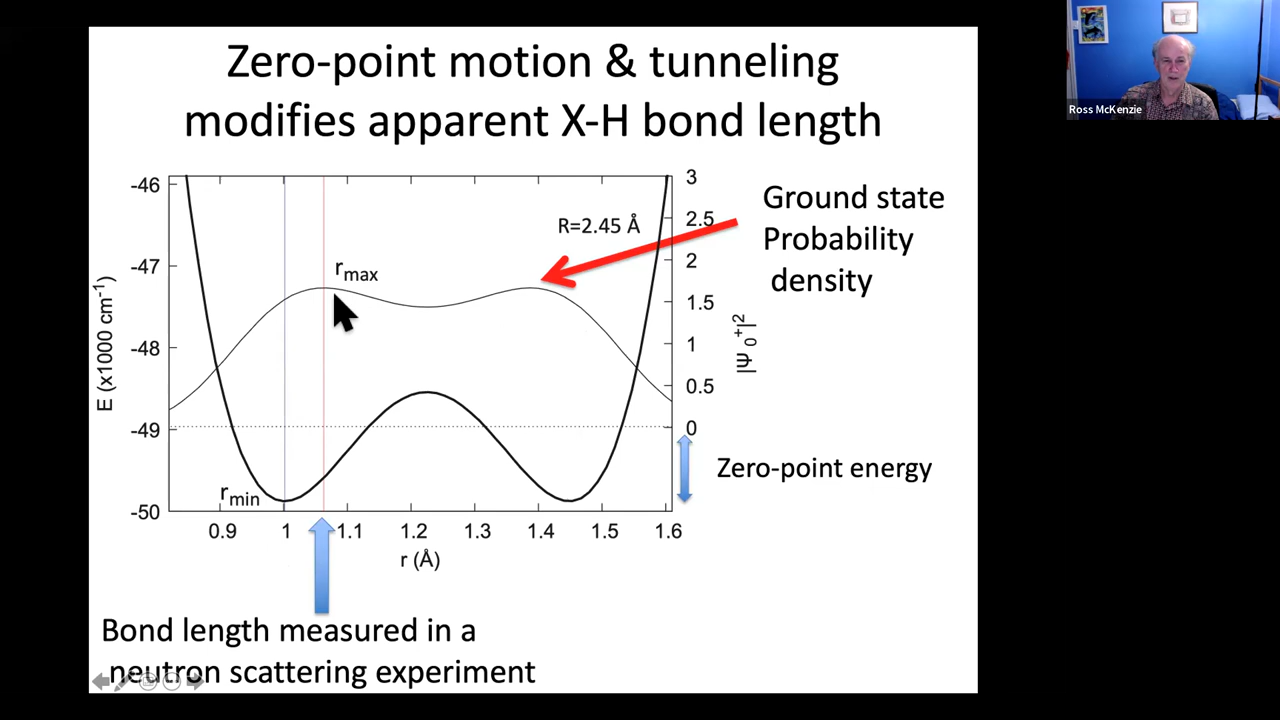 Zero-point motion & tunneling
modifies apparent X-H bond length
Ross McKenzie
-46
-47
-48
-49
-50
E (x1000 cm-1)
3
2.5
2
1.5
1
0.5
0
|Ψ0+|2
R=2.45 Å
rmax
rmin
0.9
1
1.1
1.2
1.3
1.4
1.5
1.6
r (Å)
Ground state
Probability
density
Zero-point energy
Bond length measured in a
neutron scattering experiment